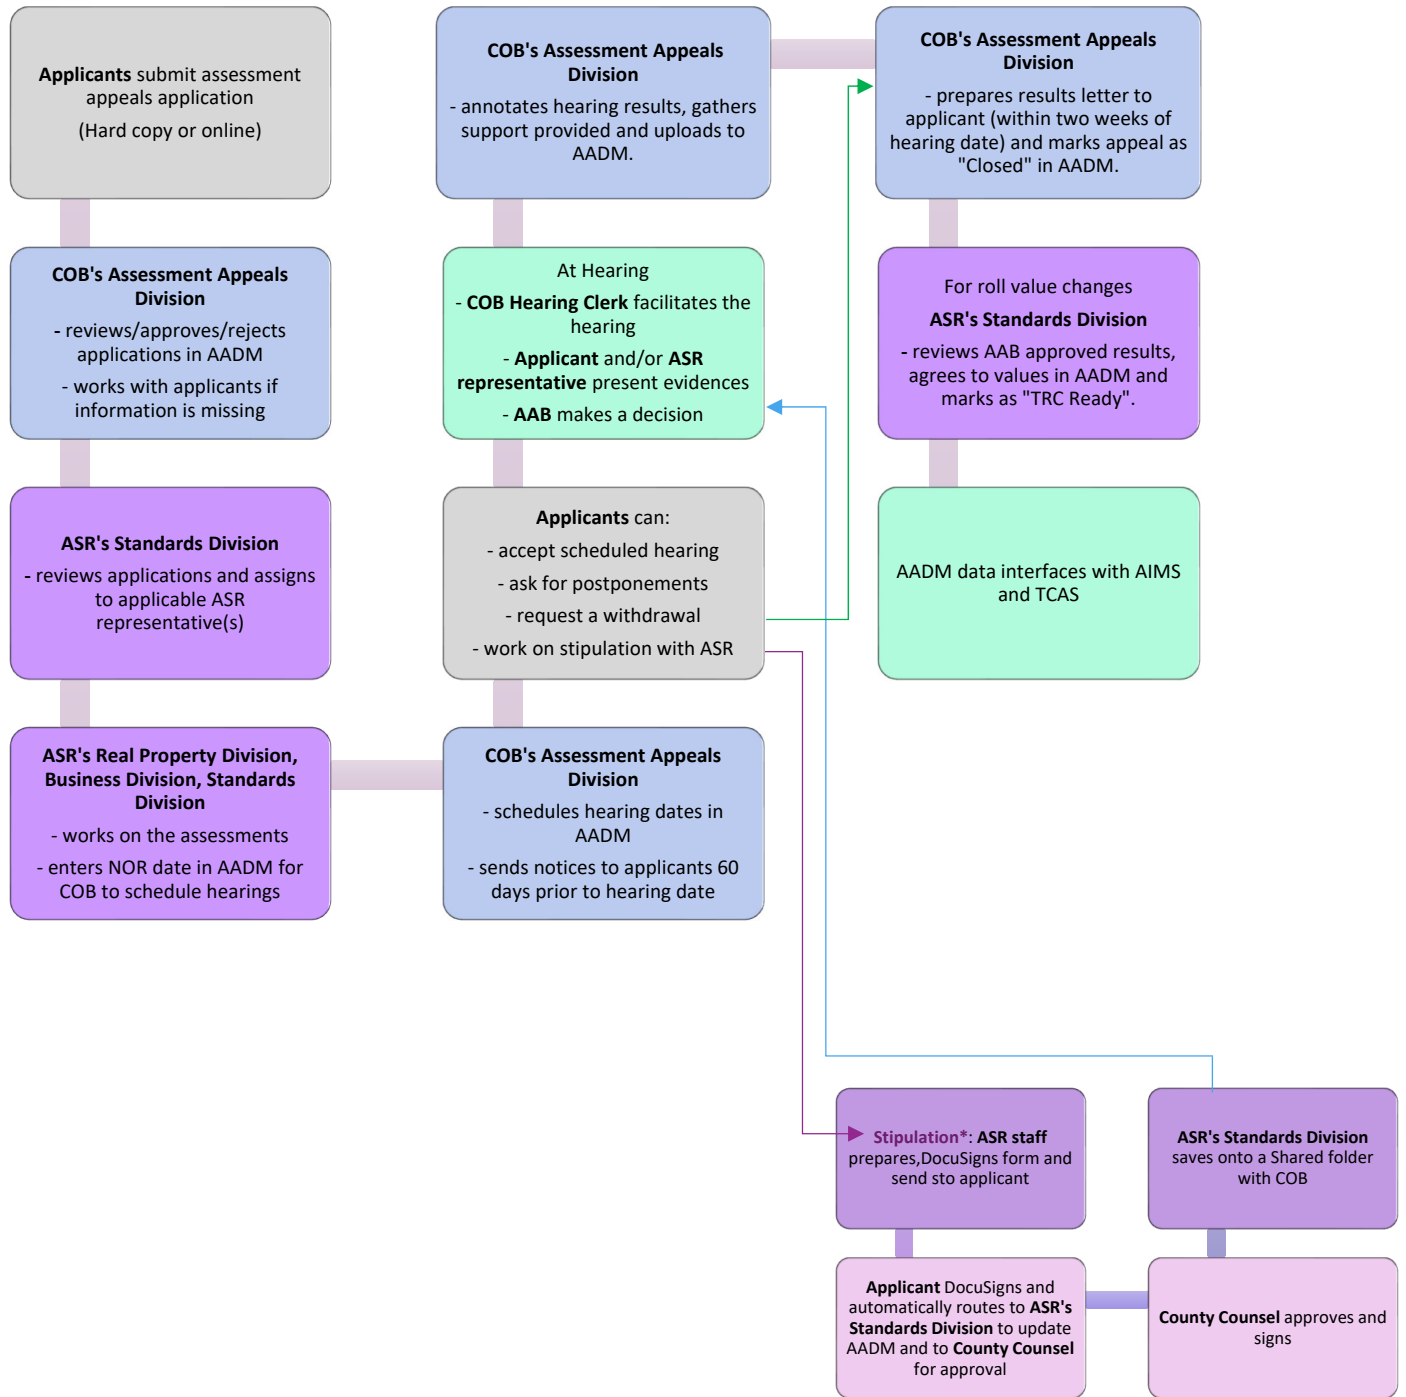 Applicants submit assessment
appeals application
(Hard copy or online)
COB's Assessment Appeals
Division
- reviews/approves/rejects
applications in AADM
- works with applicants if
information is missing
ASR's Standards Division
- reviews applications and assigns
to applicable ASR
representative(s)
ASR's Real Property Division,
Business Division, Standards
Division
- works on the assessments
- enters NOR date in AADM for
COB to schedule hearings
COB's Assessment Appeals
Division
- schedules hearing dates in
AADM
- sends notices to applicants 60
days prior to hearing date
Applicants can:
- accept scheduled hearing
- ask for postponements
- request a withdrawal
- work on stipulation with ASR
At Hearing
- COB Hearing Clerk facilitates the
hearing
- Applicant and/or ASR
representative present evidences
- AAB makes a decision
COB's Assessment Appeals
Division
- annotates hearing results, gathers
support provided and uploads to
AADM.
COB's Assessment Appeals
Division
- prepares results letter to
applicant (within two weeks of
hearing date) and marks appeal as
"Closed" in AADM.
For roll value changes
ASR's Standards Division
- reviews AAB approved results,
agrees to values in AADM and
marks as "TRC Ready".
AADM data interfaces with AIMS
and TCAS
Stipulation*: ASR staff
prepares,DocuSigns form and
send sto applicant
Applicant DocuSigns and
automatically routes to ASR's
Standards Division to update
AADM and to County Counsel
for approval
County Counsel approves and
signs
ASR's Standards Division
saves onto a Shared folder
with COB